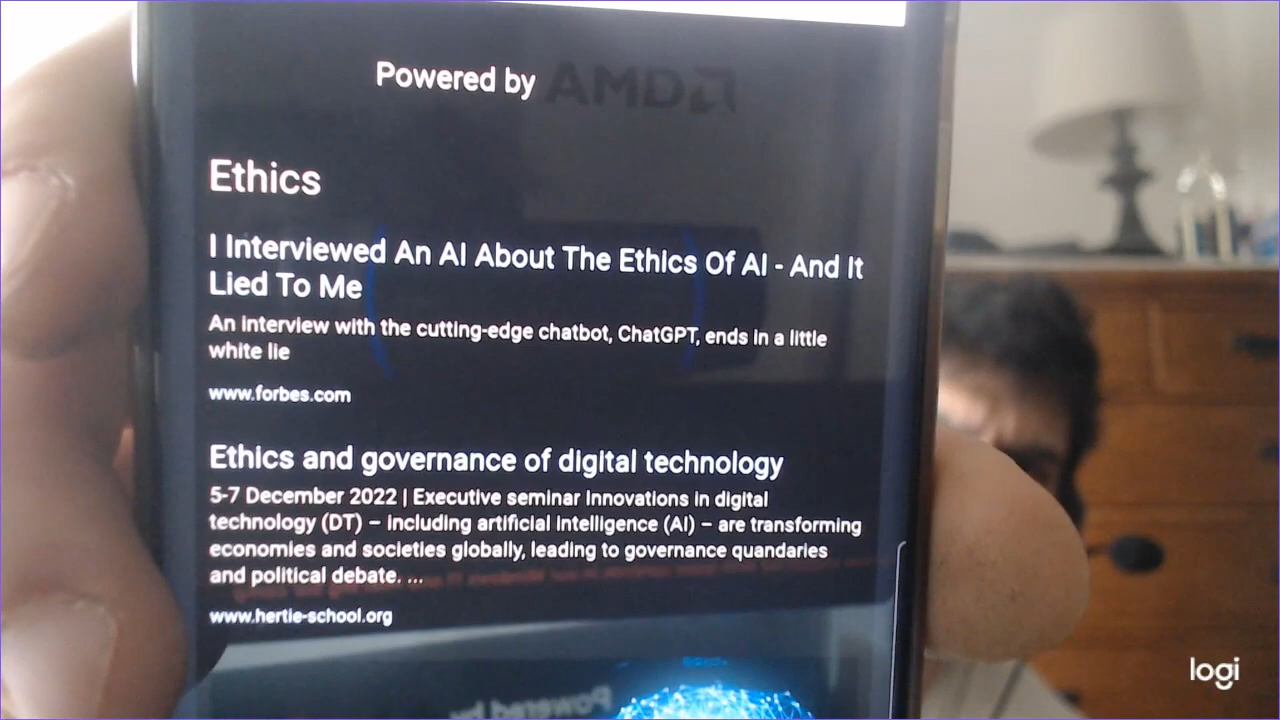 Powered by AMD
Ethics
I Interviewed An AI About The Ethics Of AI - And It
Lied To Me
An interview with the cutting-edge chatbot, ChatGPT, ends in a little
white lie
www.forbes.com
Ethics and governance of digital technology
5-7 December 2022 | Executive seminar Innovations in digital
technology (DT) – including artificial intelligence (AI) – are transforming
economies and societies globally, leading to governance quandaries
and political debate. ...
www.hertie-school.org
Powered by
logi